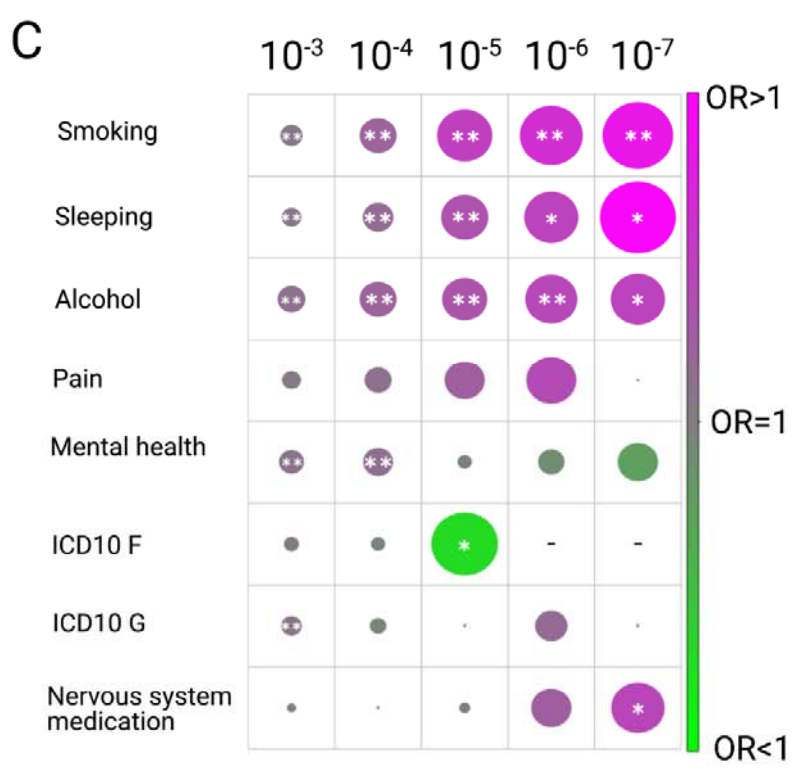 C
10-3 10-4 10-5 10-6 10-7
OR>1
Smoking ** ** ** ** **
Sleeping ** ** ** * *
Alcohol ** ** ** ** *
Pain
OR=1
Mental health ** **
ICD10 F * - -
ICD10 G **
Nervous system
medication *
OR<1